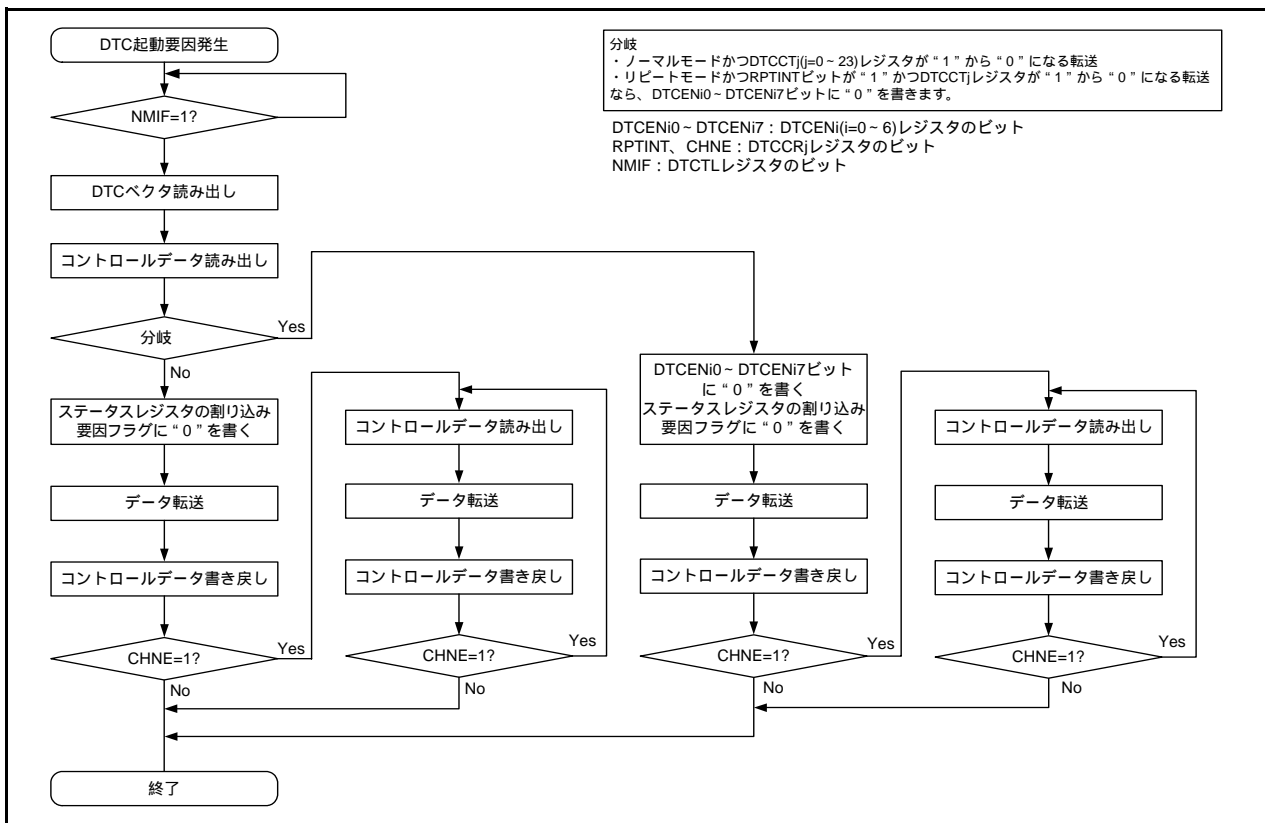 DTC起動要因発生
NMIF=1?
DTCベクタ読み出し
コントロールデータ読み出し
分岐
Yes
No
ステータスレジスタの割り込み
要因フラグに“0”を書く
データ転送
コントロールデータ書き戻し
CHNE=1?
Yes
No
コントロールデータ読み出し
データ転送
コントロールデータ書き戻し
CHNE=1?
Yes
No
分岐
・ノーマルモードかつDTCCTj(j=0~23)レジスタが“1”から“0”になる転送
・リピートモードかつRPTINTビットが“1”かつDTCCTjレジスタが“1”から“0”になる転送
なら、DTCENi0~DTCENi7ビットに“0”を書きます。
DTCENi0~DTCENi7:DTCENi(i=0~6)レジスタのビット
RPTINT、CHNE:DTCCRjレジスタのビット
NMIF:DTCTLレジスタのビット
DTCENi0~DTCENi7ビット
に“0”を書く
ステータスレジスタの割り込み
要因フラグに“0”を書く
データ転送
コントロールデータ書き戻し
CHNE=1?
Yes
No
コントロールデータ読み出し
データ転送
コントロールデータ書き戻し
CHNE=1?
Yes
No
終了